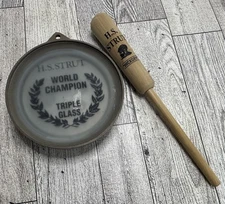 H.S. STRUT
WORLD
CHAMPION
TRIPLE
GLASS
H.S.
STRUT